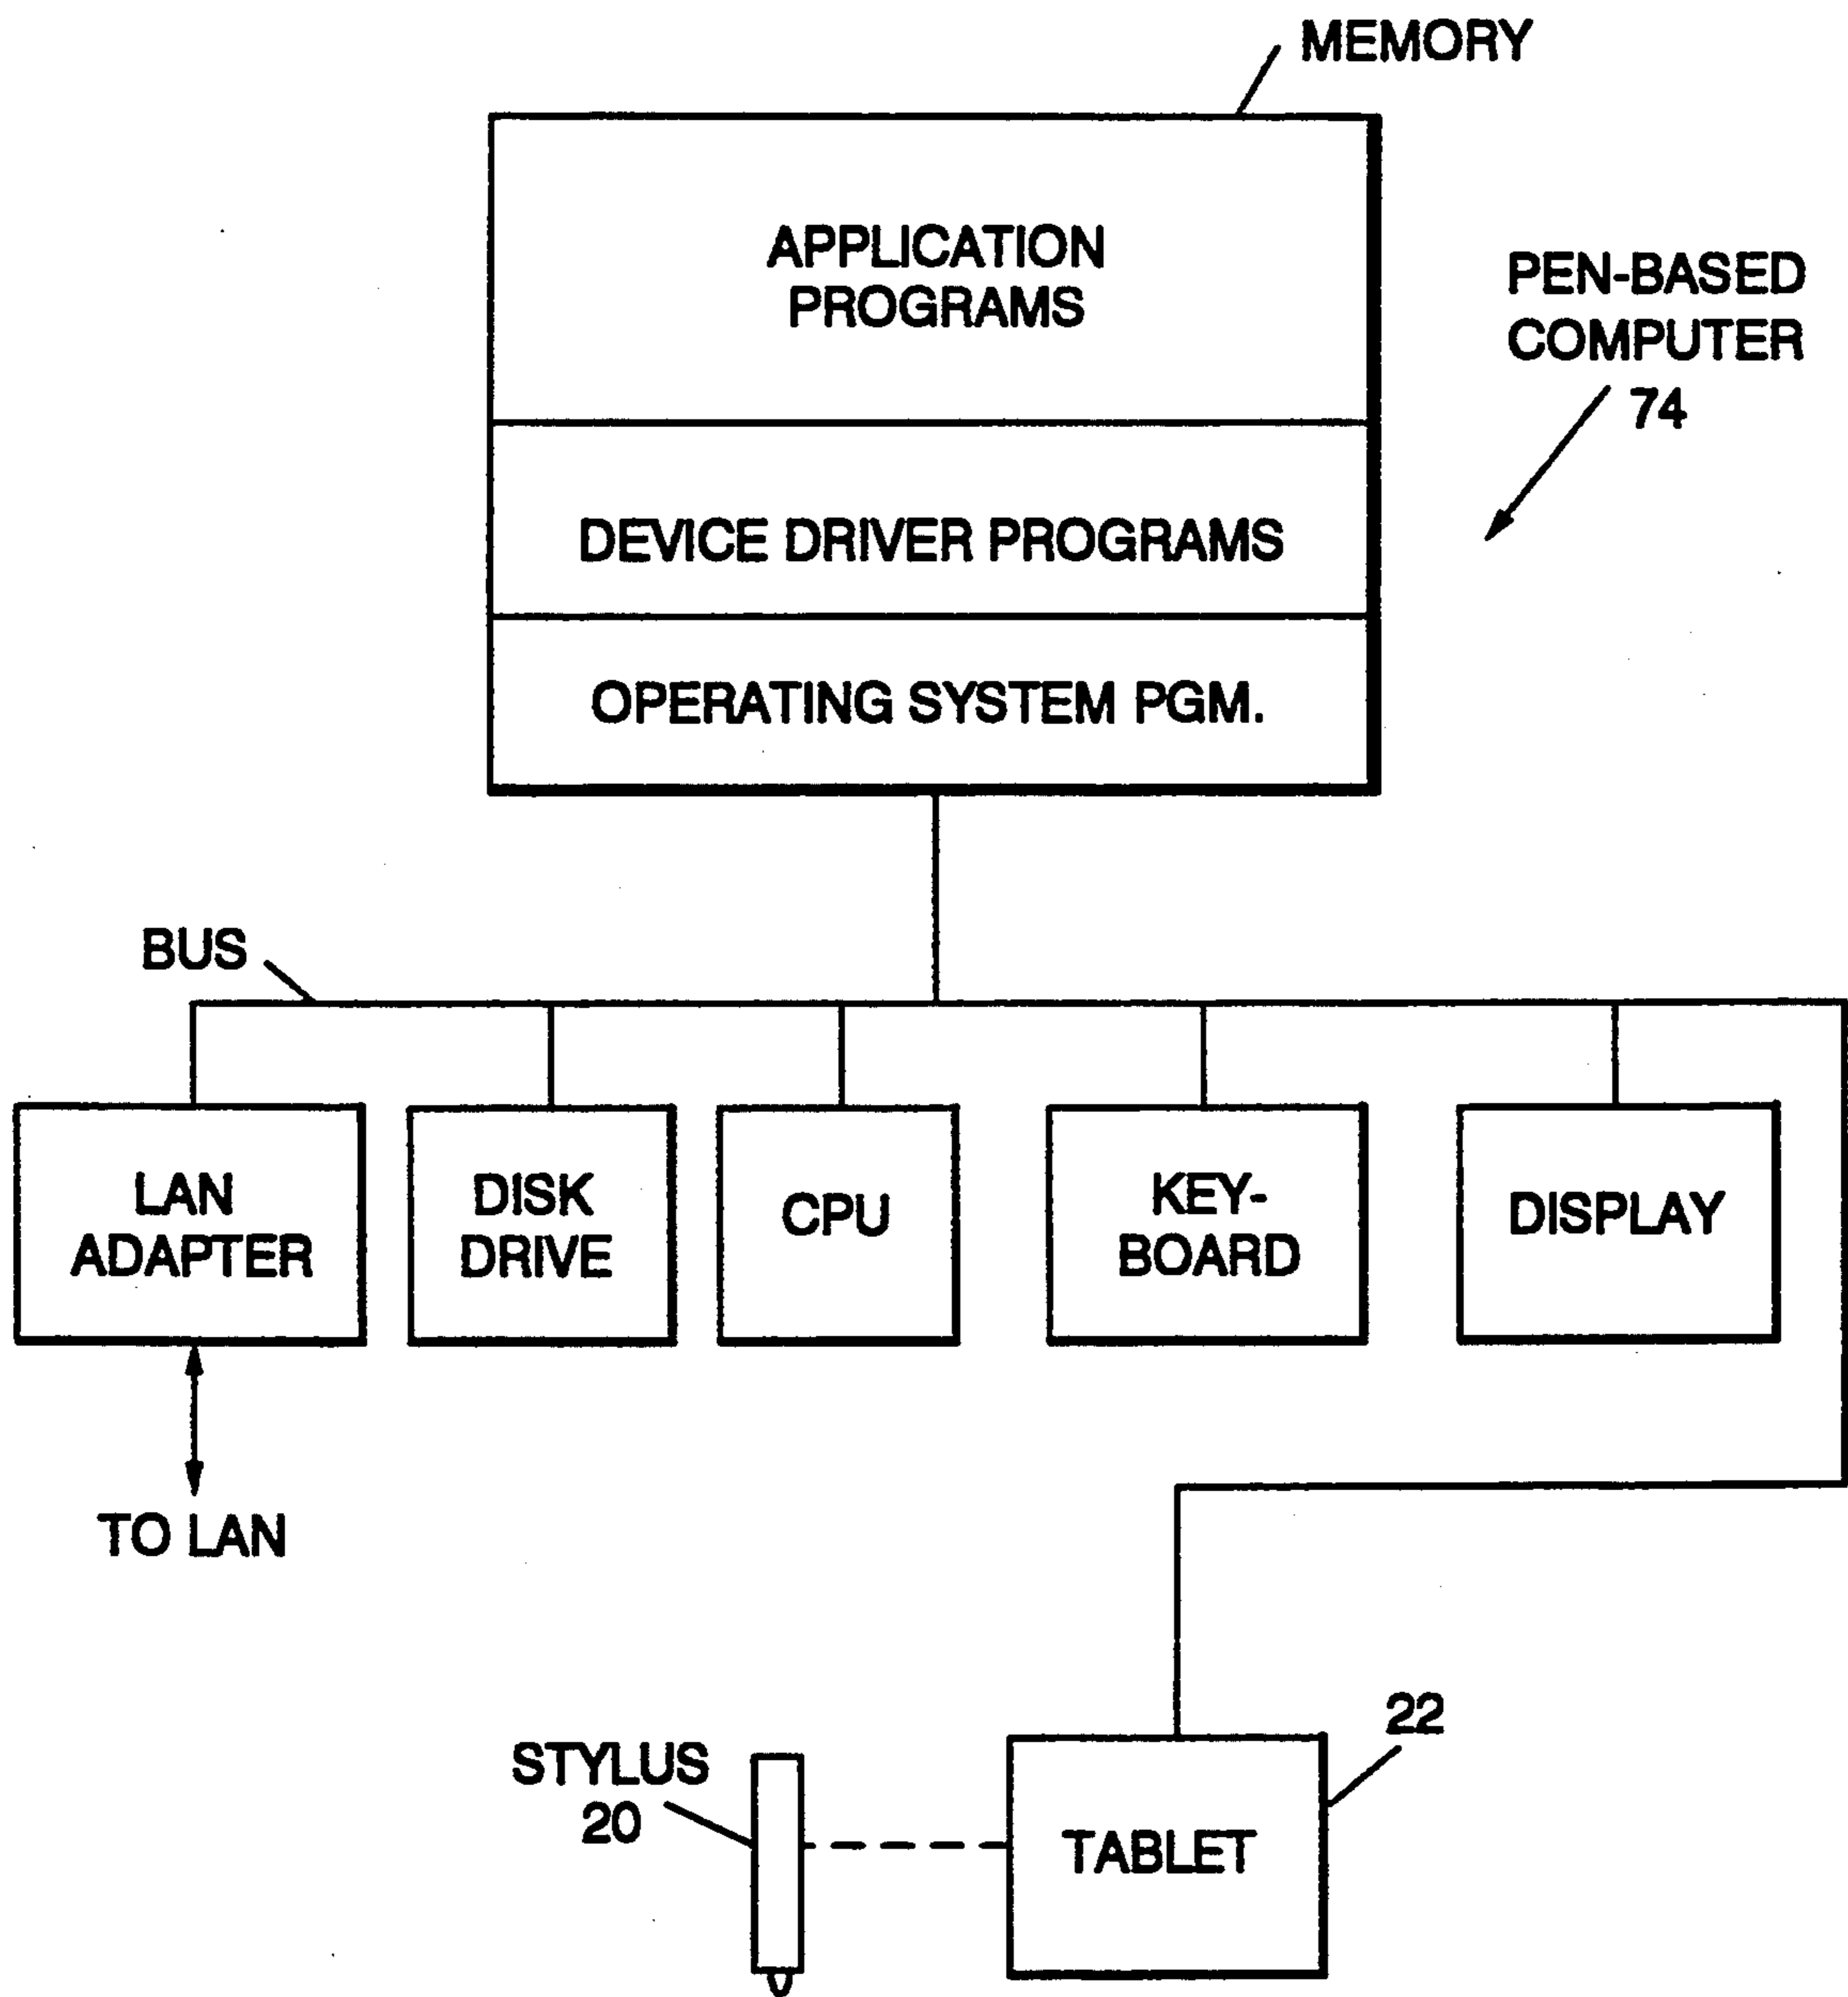 MEMORY
APPLICATION
PROGRAMS
PEN-BASED
COMPUTER
74
DEVICE DRIVER PROGRAMS
OPERATING SYSTEM PGM.
BUS
LAN
ADAPTER
DISK
DRIVE
CPU
KEY-
BOARD
DISPLAY
TO LAN
STYLUS
20
22
TABLET